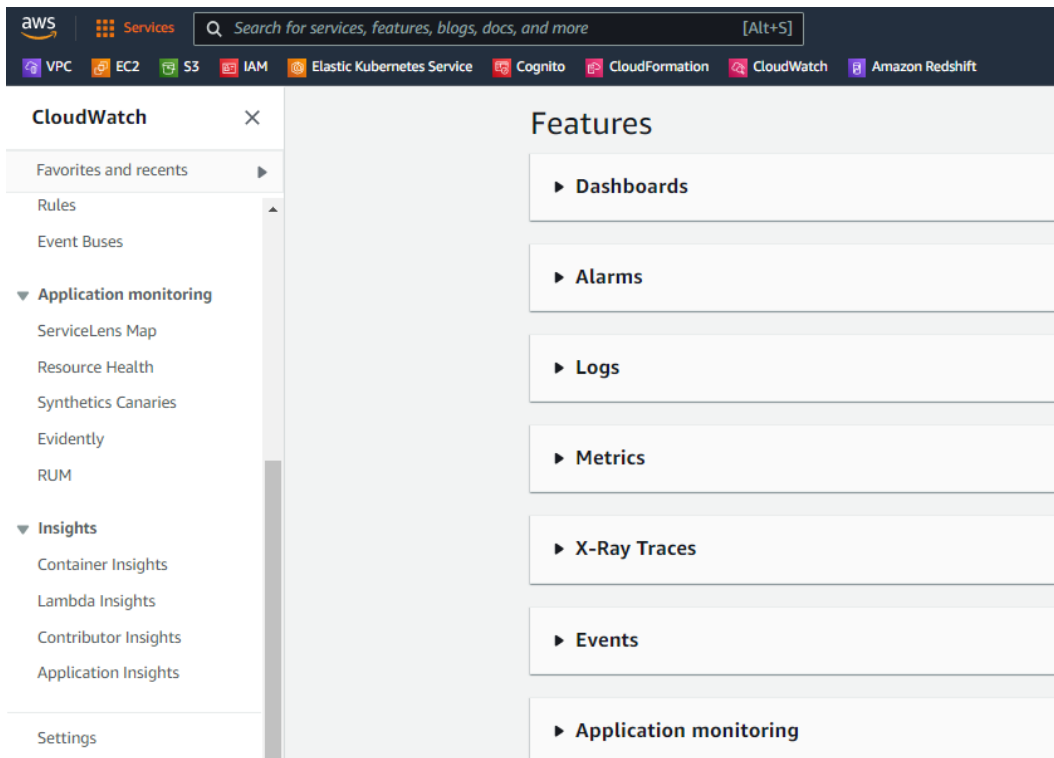 aws
Services
Search for services, features, blogs, docs, and more [Alt+S]
VPC EC2 S3 IAM Elastic Kubernetes Service Cognito CloudFormation CloudWatch Amazon Redshift
CloudWatch
Favorites and recents
Rules
Event Buses
Application monitoring
ServiceLens Map
Resource Health
Synthetics Canaries
Evidently
RUM
Insights
Container Insights
Lambda Insights
Contributor Insights
Application Insights
Settings
Features
Dashboards
Alarms
Logs
Metrics
X-Ray Traces
Events
Application monitoring